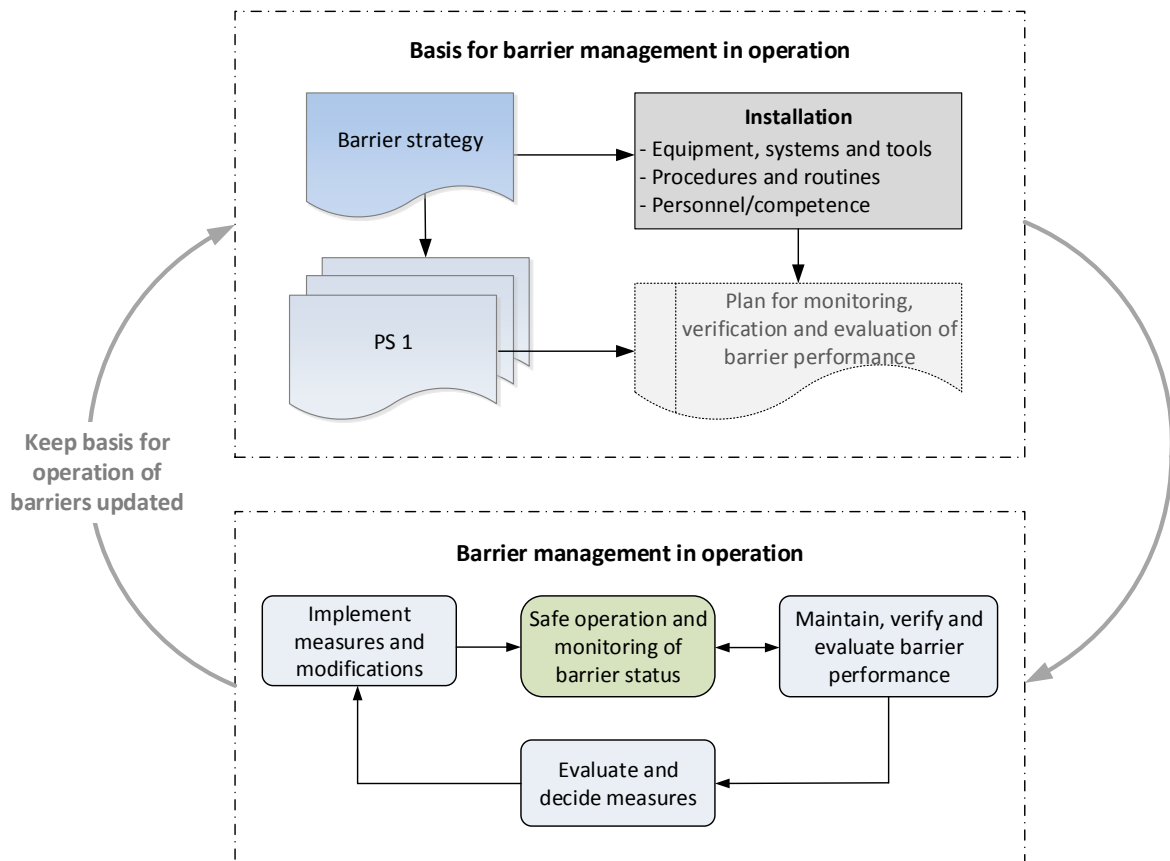 Basis for barrier management in operation
Barrier strategy
Installation
- Equipment, systems and tools
- Procedures and routines
- Personnel/competence
PS 1
Plan for monitoring,
verification and evaluation of
barrier performance
Keep basis for
operation of
barriers updated
Barrier management in operation
Implement
measures and
modifications
Safe operation and
monitoring of
barrier status
Maintain, verify and
evaluate barrier
performance
Evaluate and
decide measures